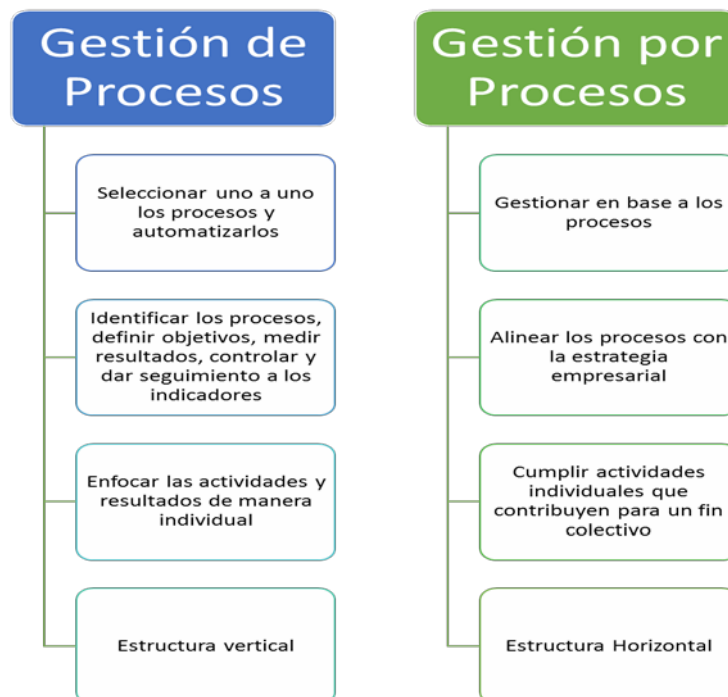 Gestión de
Procesos
Seleccionar uno a uno
los procesos y
automatizarlos
Identificar los procesos,
definir objetivos, medir
resultados, controlar y
dar seguimiento a los
indicadores
Enfocar las actividades y
resultados de manera
individual
Estructura vertical
Gestión por
Procesos
Gestionar en base a los
procesos
Alinear los procesos con
la estrategia
empresarial
Cumplir actividades
individuales que
contribuyen para un fin
colectivo
Estructura Horizontal